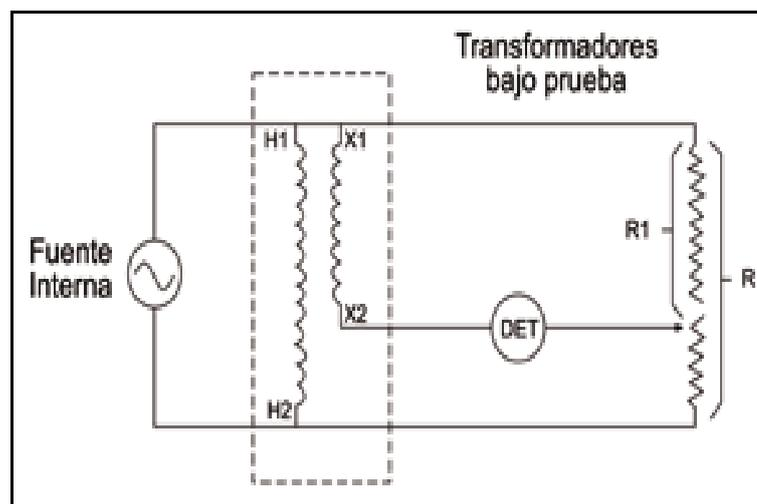 Transformadores
bajo prueba
H1
X1
Fuente
Interna
R1
R
X2
DET
H2